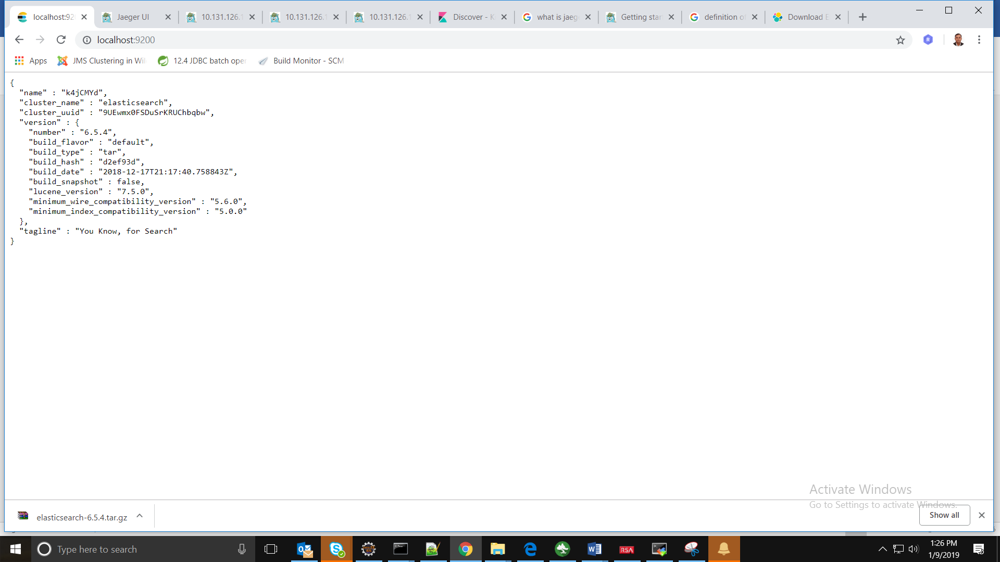 localhost:92
Jaeger UI
10.131.126.1
10.131.126.1
10.131.126.1
Discover - K
what is jaeg
Getting star
definition of
Download E
localhost:9200
Apps
JMS Clustering in Wil
12.4 JDBC batch oper
Build Monitor - SCM
{
"name" : "k4jCMYd",
"cluster_name" : "elasticsearch",
"cluster_uuid" : "9UEwmx0FSDuSrKRUChbqbw",
"version" : {
"number" : "6.5.4",
"build_flavor" : "default",
"build_type" : "tar",
"build_hash" : "d2ef93d",
"build_date" : "2018-12-17T21:17:40.758843Z",
"build_snapshot" : false,
"lucene_version" : "7.5.0",
"minimum_wire_compatibility_version" : "5.6.0",
"minimum_index_compatibility_version" : "5.0.0"
},
"tagline" : "You Know, for Search"
}
Activate Windows
Go to Settings to activate Windows.
elasticsearch-6.5.4.tar.gz
Show all
Type here to search
RSA
1:26 PM
1/9/2019